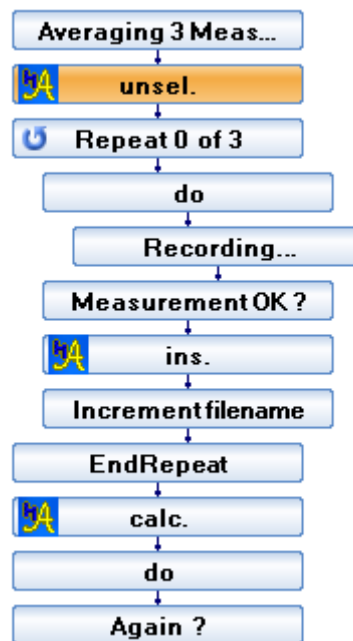 Averaging 3 Meas...
unsel.
Repeat 0 of 3
do
Recording...
Measurement OK ?
ins.
Increment filename
EndRepeat
calc.
do
Again ?